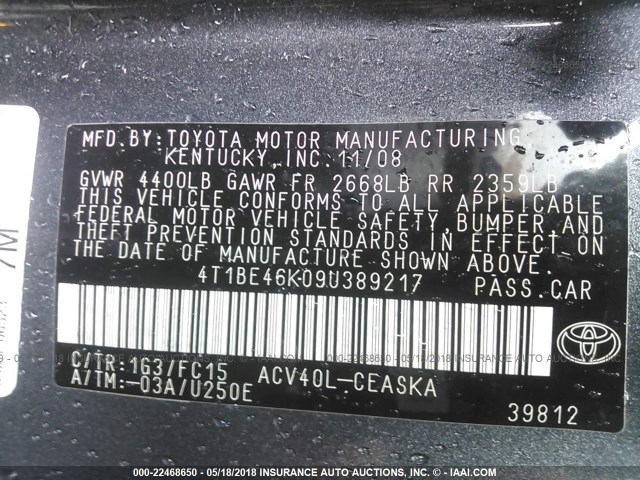 MFD.BY:TOYOTA MOTOR MANUFACTURING
KENTUCKY,INC. 11/08
GVWR 4400LB GAWR FR 2668LB RR 2359LB
THIS VEHICLE CONFORMS TO ALL APPLICABLE
FEDERAL MOTOR VEHICLE SAFETY, BUMPER, AND
THEFT PREVENTION STANDARDS IN EFFECT ON
THE DATE OF MANUFACTURE SHOWN ABOVE.
4T1BE46K09U389217 PASS.CAR
C/TR:1G3/FC15 ACV40L-CEASKA
A/TM:-03A/U250E
39812
7M
000-22468650 - 05/18/2018 INSURANCE AUTO AUCTIONS, INC. - © IAAI.COM